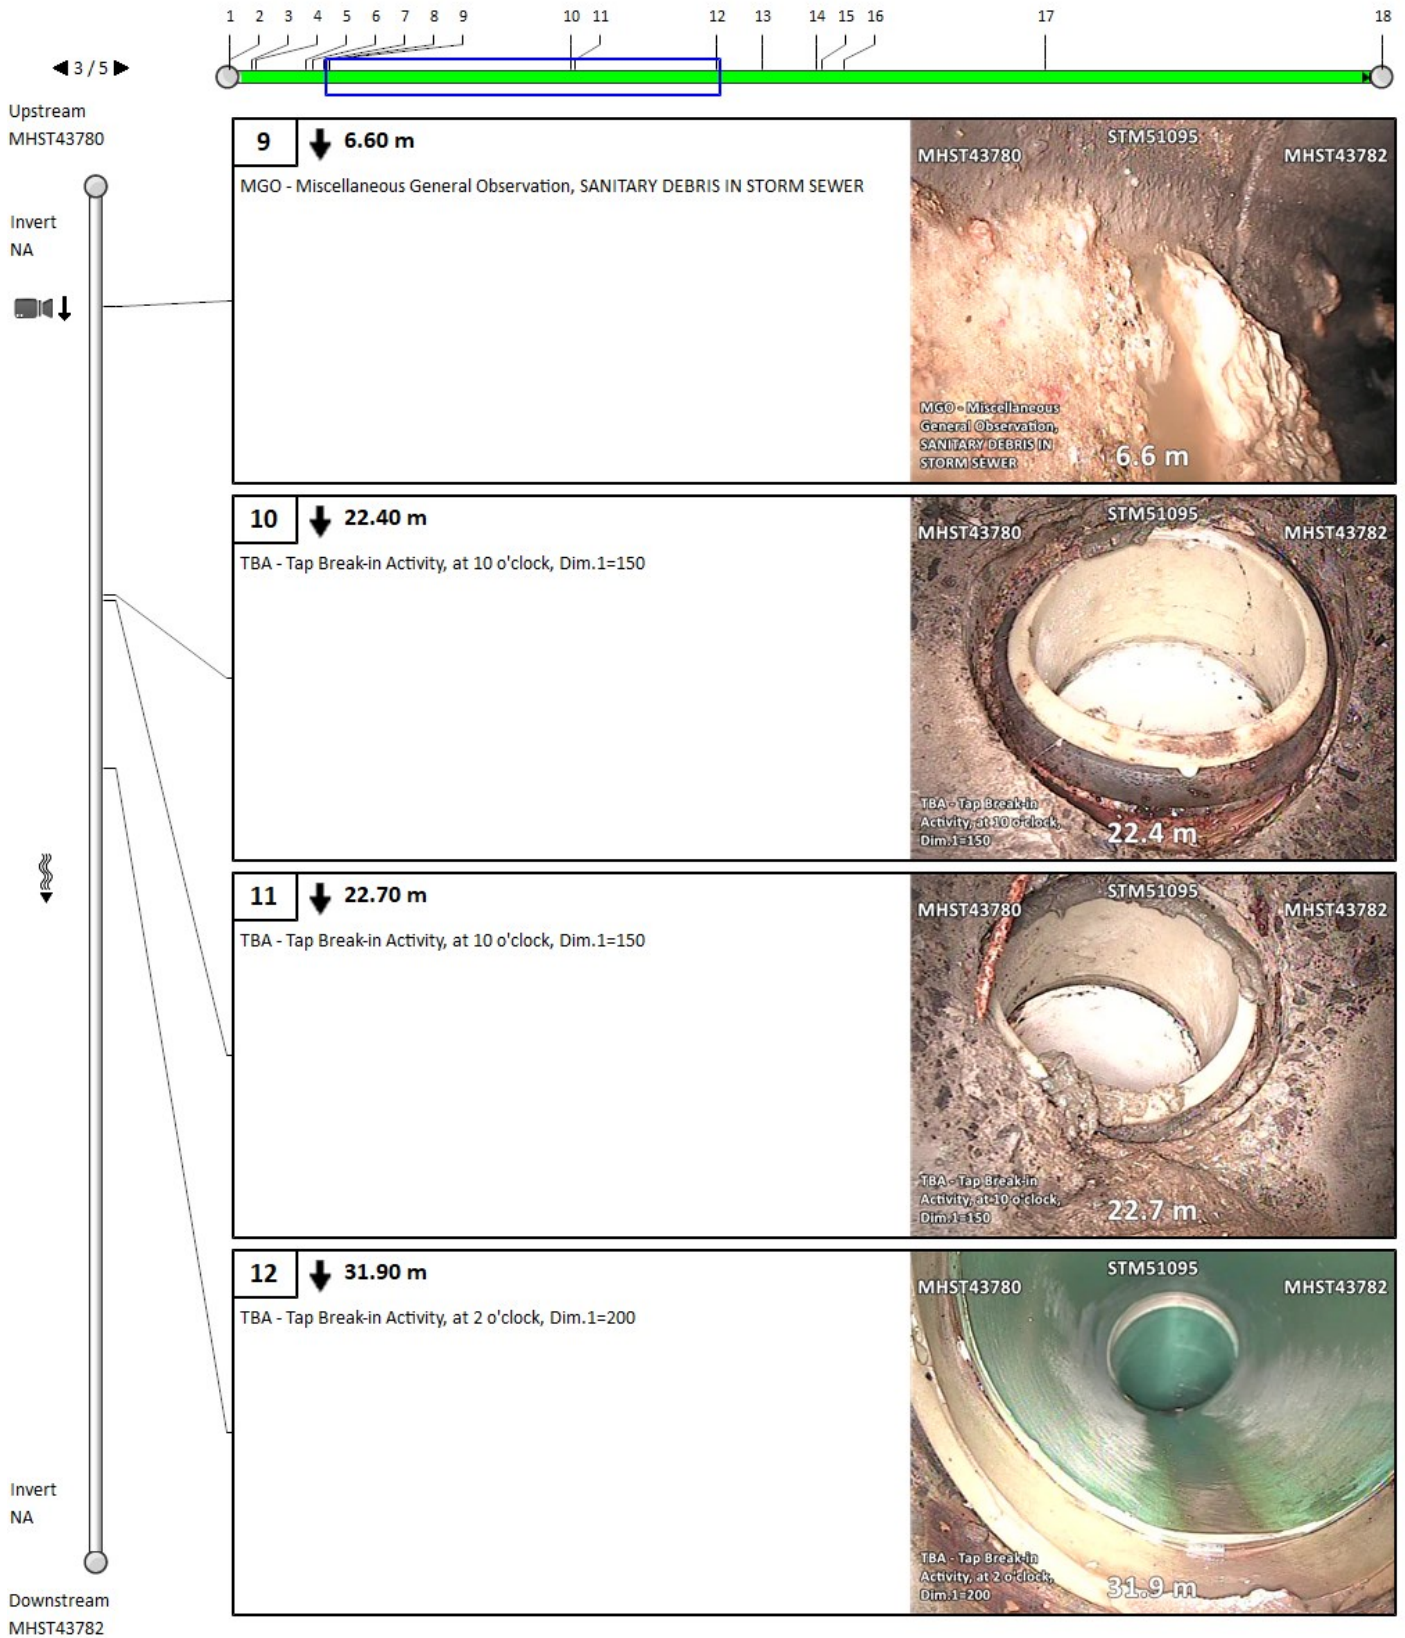 1 2 3 4 5 6 7 8 9 10 11 12 13 14 15 16 17 18
3 / 5
Upstream
MHST43780
Invert
NA
9 6.60 m
MGO - Miscellaneous General Observation, SANITARY DEBRIS IN STORM SEWER
STM51095
MHST43780 MHST43782
MGO - Miscellaneous
General Observation,
SANITARY DEBRIS IN
STORM SEWER
6.6 m
10 22.40 m
TBA - Tap Break-in Activity, at 10 o'clock, Dim.1=150
STM51095
MHST43780 MHST43782
TBA - Tap Break-in
Activity, at 10 o'clock,
Dim.1=150
22.4 m
11 22.70 m
TBA - Tap Break-in Activity, at 10 o'clock, Dim.1=150
STM51095
MHST43780 MHST43782
TBA - Tap Break-in
Activity, at 10 o'clock,
Dim.1=150
22.7 m
12 31.90 m
TBA - Tap Break-in Activity, at 2 o'clock, Dim.1=200
STM51095
MHST43780 MHST43782
TBA - Tap Break-in
Activity, at 2 o'clock,
Dim.1=200
31.9 m
Invert
NA
Downstream
MHST43782